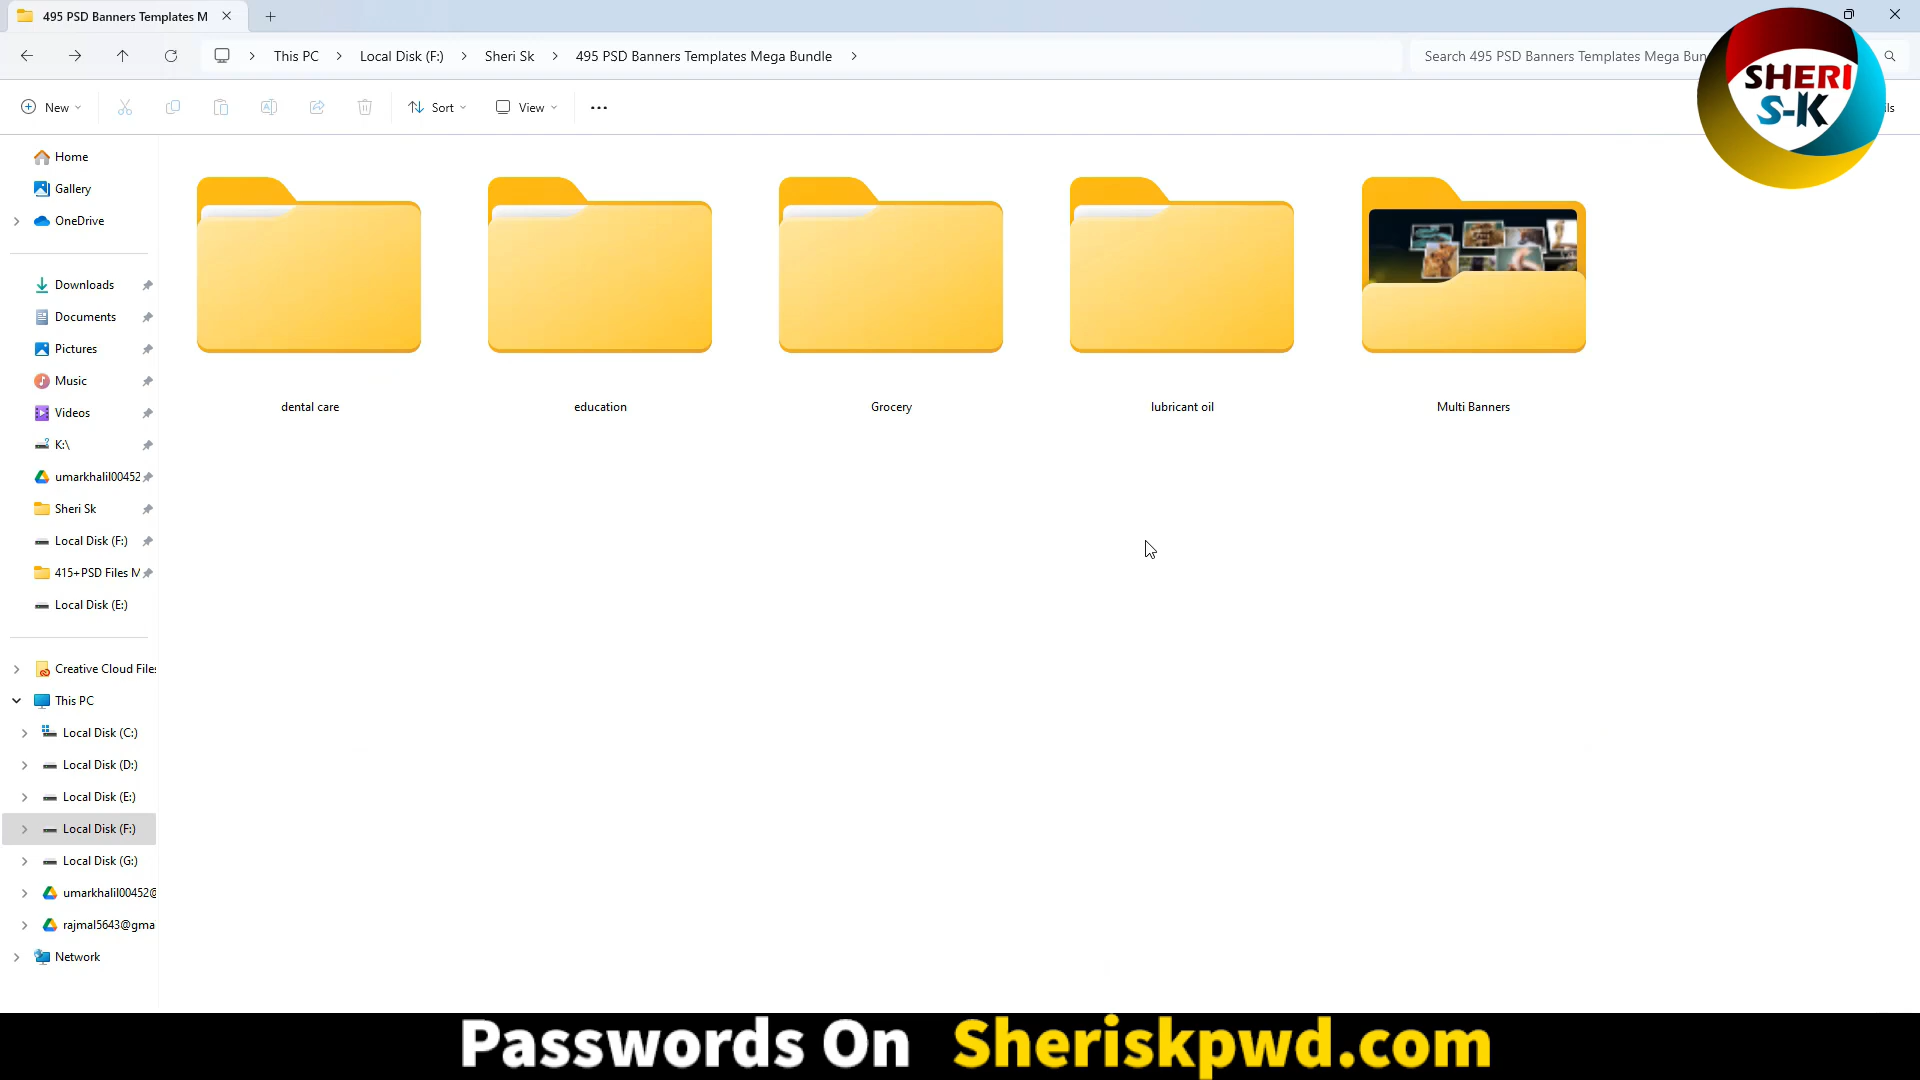 495 PSD Banners Templates M
This PC
Local Disk (F:)
Sheri Sk
495 PSD Banners Templates Mega Bundle
Search 495 PSD Banners Templates Mega Bun
New
Sort
View
ils
SHERI
S-K
Home
Gallery
OneDrive
Downloads
Documents
Pictures
Music
Videos
K:\
umarkhalil00452
Sheri Sk
Local Disk (F:)
415+PSD Files M
Local Disk (E:)
Creative Cloud Files
This PC
Local Disk (C:)
Local Disk (D:)
Local Disk (E:)
Local Disk (F:)
Local Disk (G:)
umarkhalil00452@
rajmal5643@gma
Network
dental care
education
Grocery
lubricant oil
Multi Banners
Passwords On Sheriskpwd.com